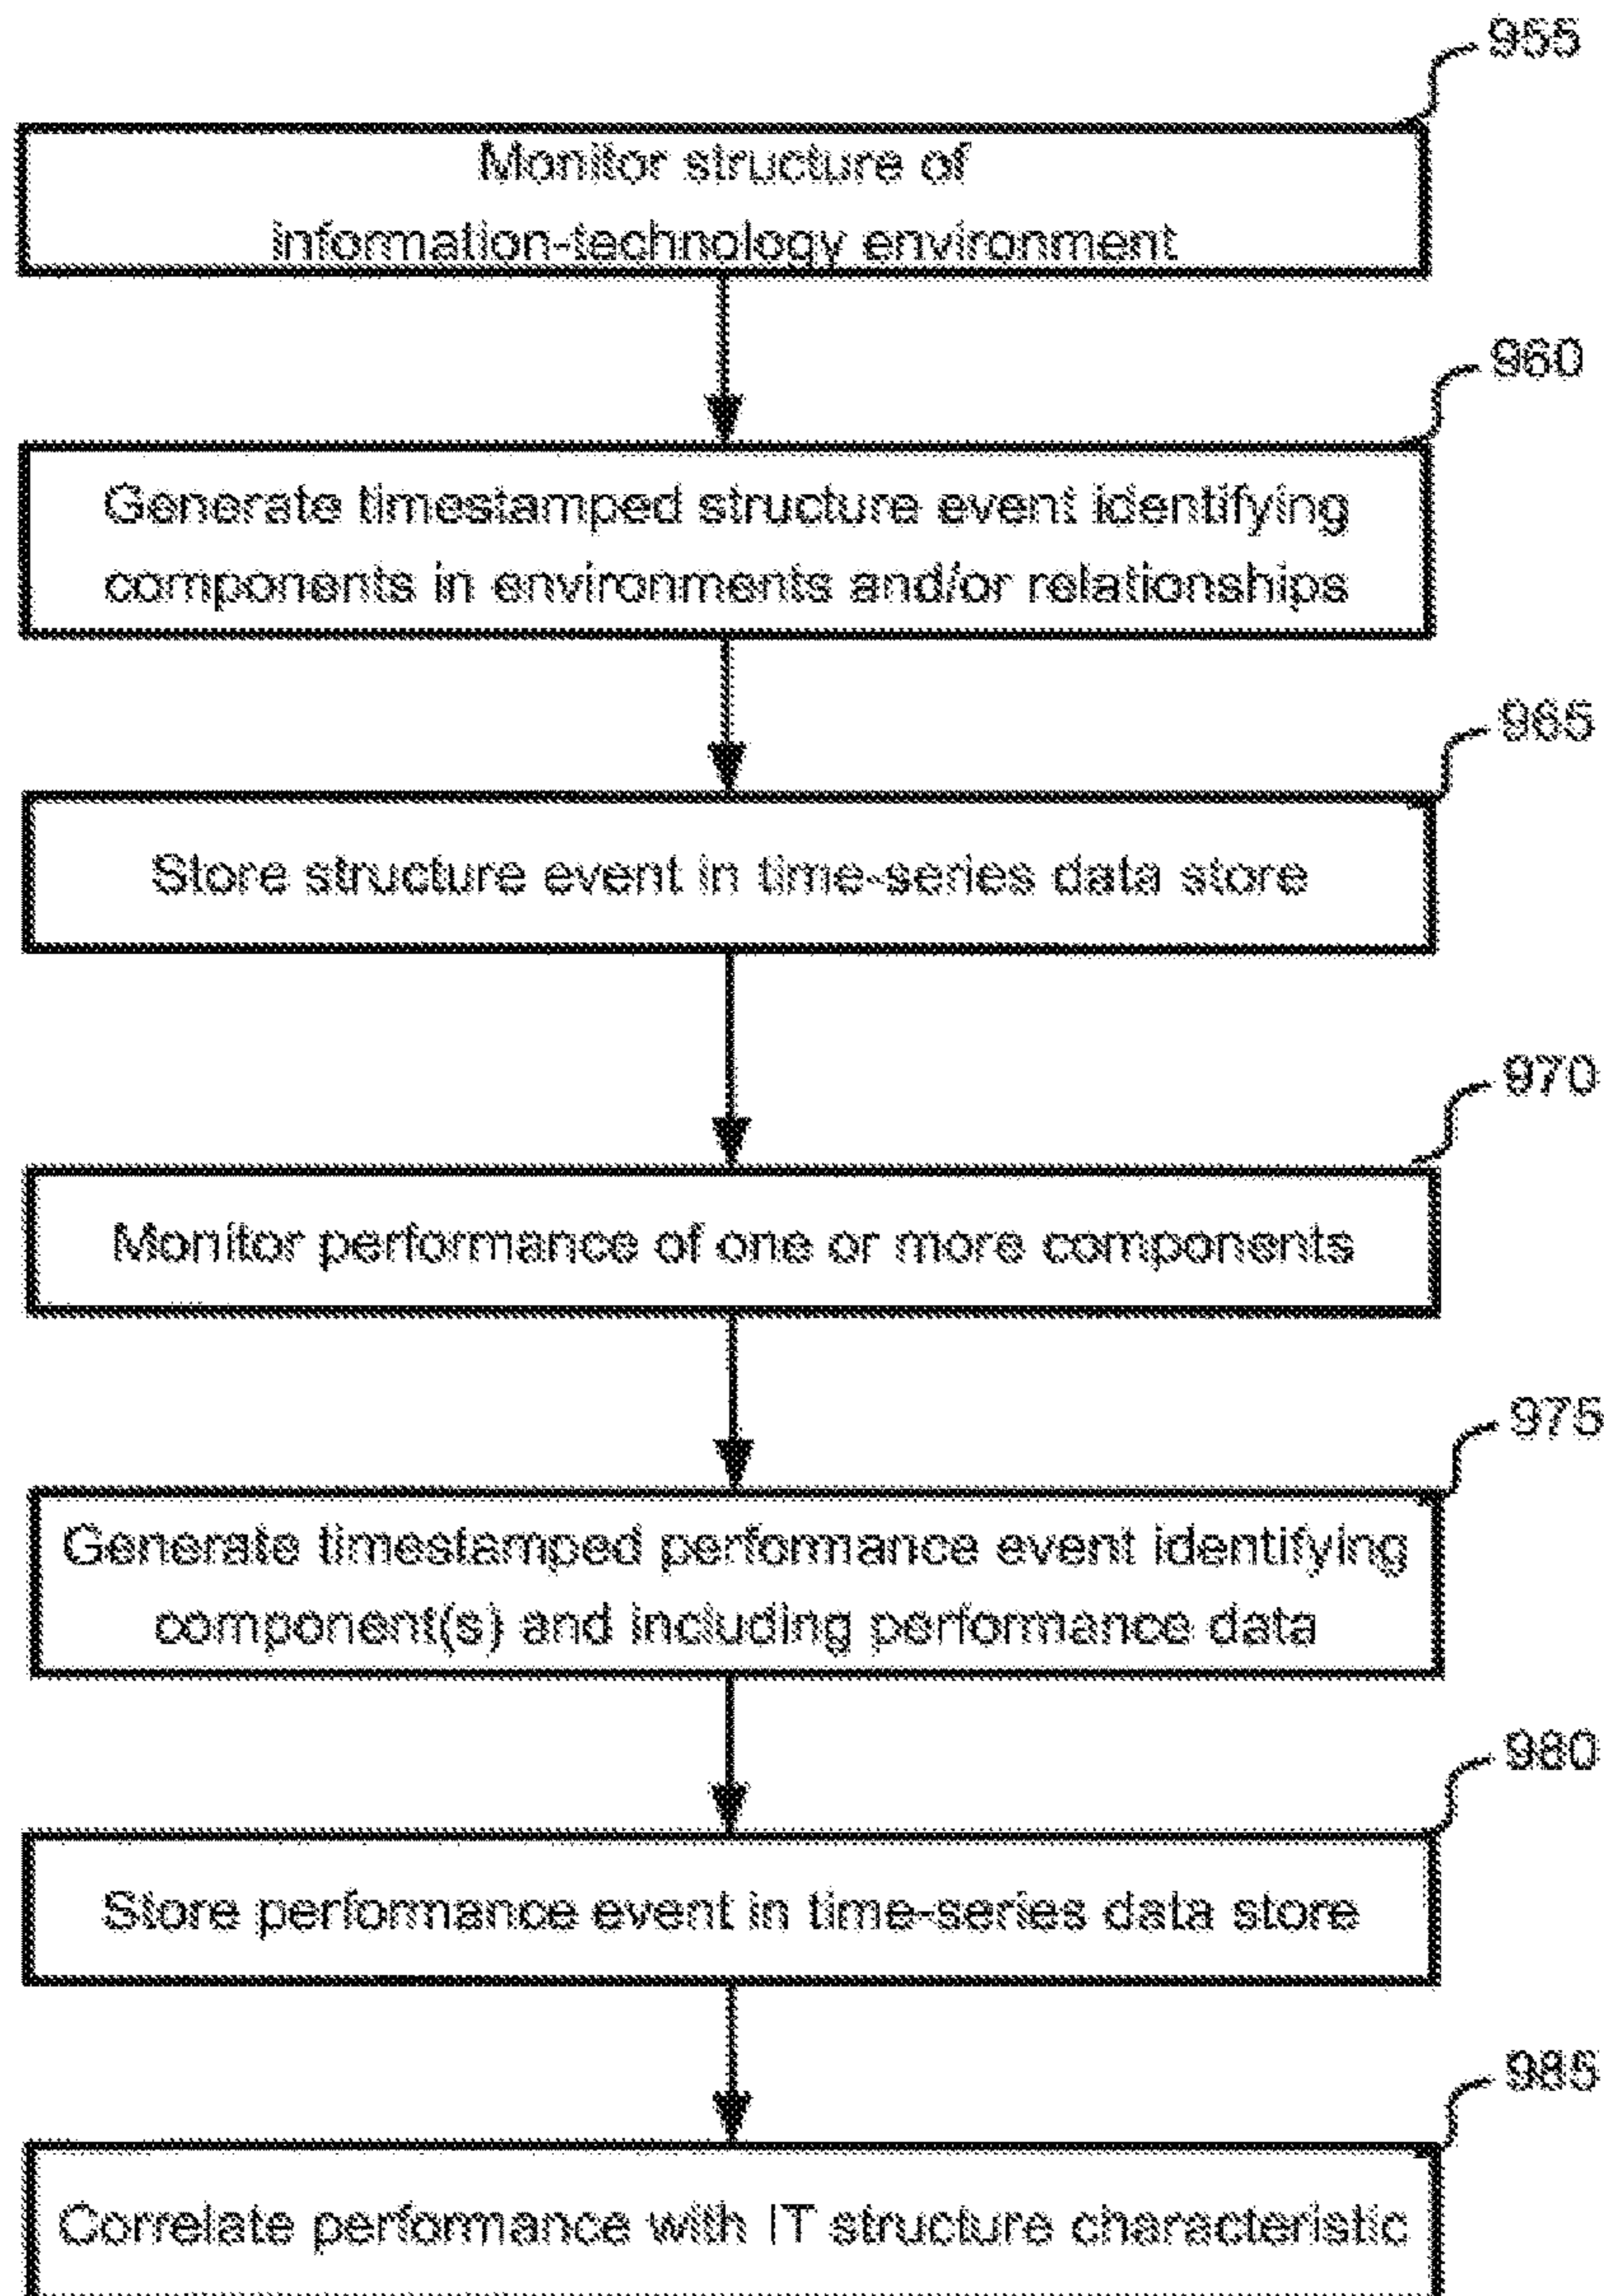 955
Monitor structure of
information-technology environment
960
Generate timestamped structure event identifying
components in environments and/or relationships
965
Store structure event in time-series data store
970
Monitor performance of one or more components
975
Generate timestamped performance event identifying
component(s) and including performance data
980
Store performance event in time-series data store
985
Correlate performance with IT structure characteristic